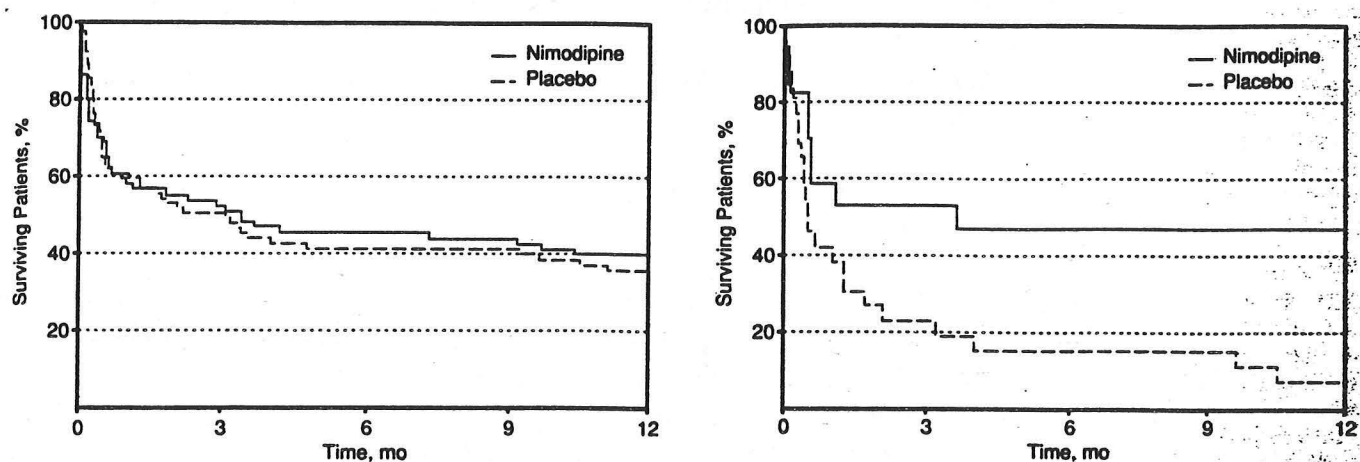 Surviving Patients, %
100
80
60
40
20
Nimodipine
Placebo
0
3
6
9
12
Time, mo
Surviving Patients, %
100
80
60
40
20
Nimodipine
Placebo
0
3
6
9
12
Time, mo